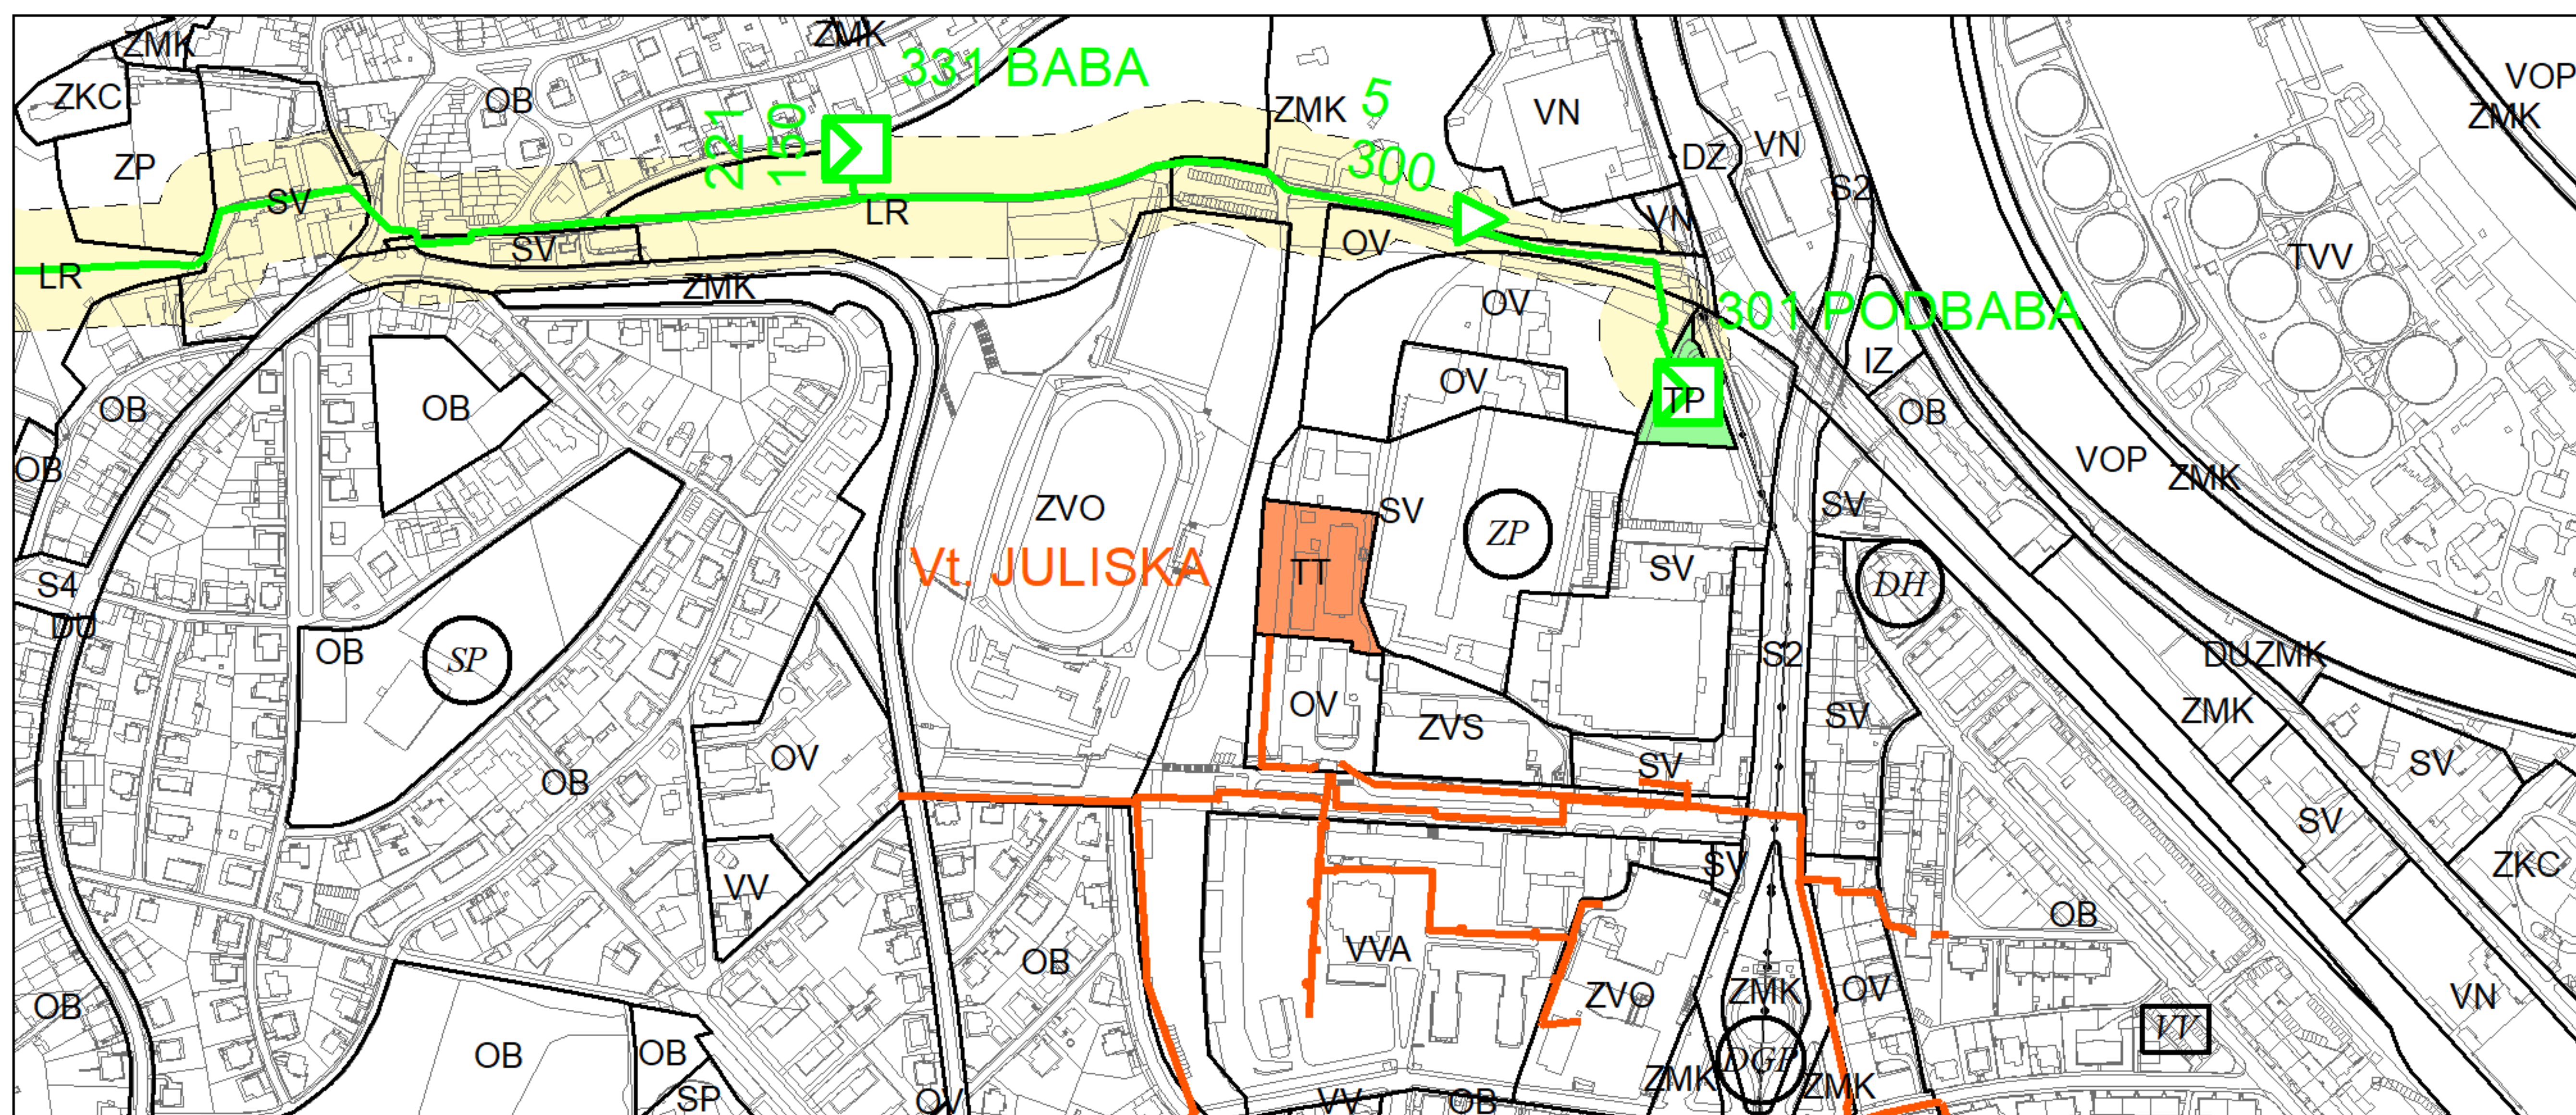 ZMK
ZMK
331 BABA
VOP
ZKC
OB
221
150
ZMK
5
VN
VN
ZMK
ZP
300
DZ
S2
SV
LR
VN
SV
OV
TVV
LR
ZMK
OV
301 PODBABA
IZ
OB
OB
OV
TP
OB
OB
VOP
ZMK
ZVO
SV
ZP
SV
Vt. JULISKA
TT
SV
DH
S4
DU
OB
SP
S2
DU
ZMK
OV
ZVS
SV
ZMK
OV
OB
SV
SV
SV
VV
SV
ZKC
OB
VVA
OB
ZVO
ZMK
OV
VN
OB
VV
OB
OB
SP
OV
VV
OB
ZMK
DGP
ZMK